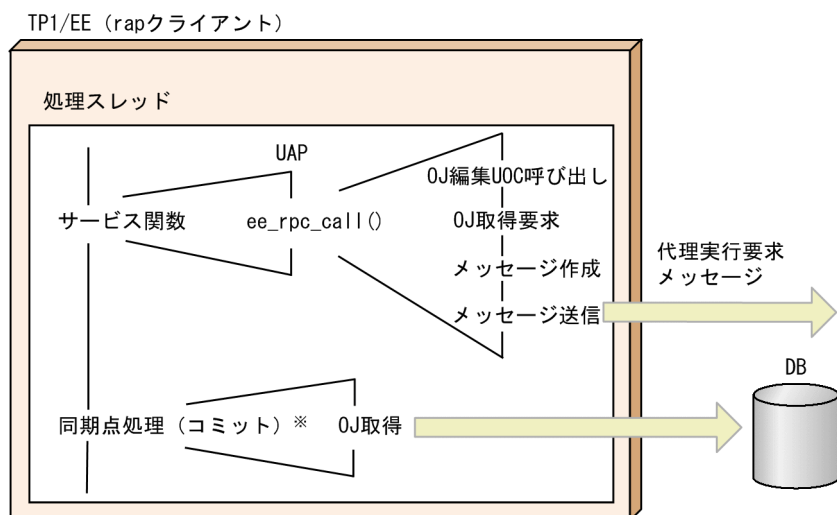 TP1/EE（rapクライアント）
処理スレッド
UAP
OJ編集UOC呼び出し
サービス関数
ee_rpc_call()
OJ取得要求
メッセージ作成
メッセージ送信
代理実行要求
メッセージ
DB
同期点処理（コミット）※
OJ取得